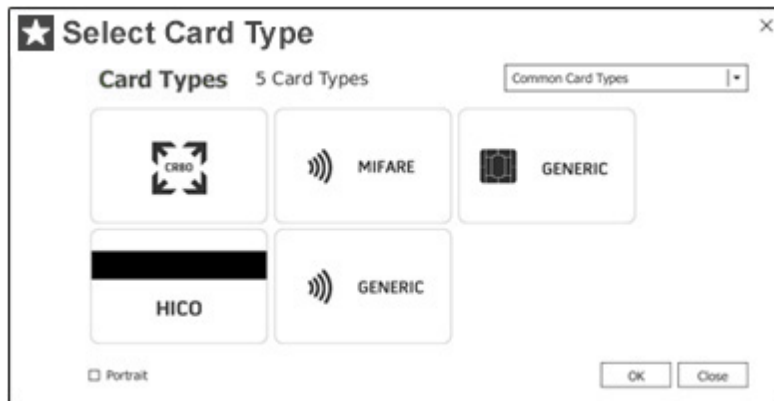 Select Card Type
Card Types 5 Card Types Common Card Types
CR80 MIFARE GENERIC
HICO GENERIC
Portrait OK Close